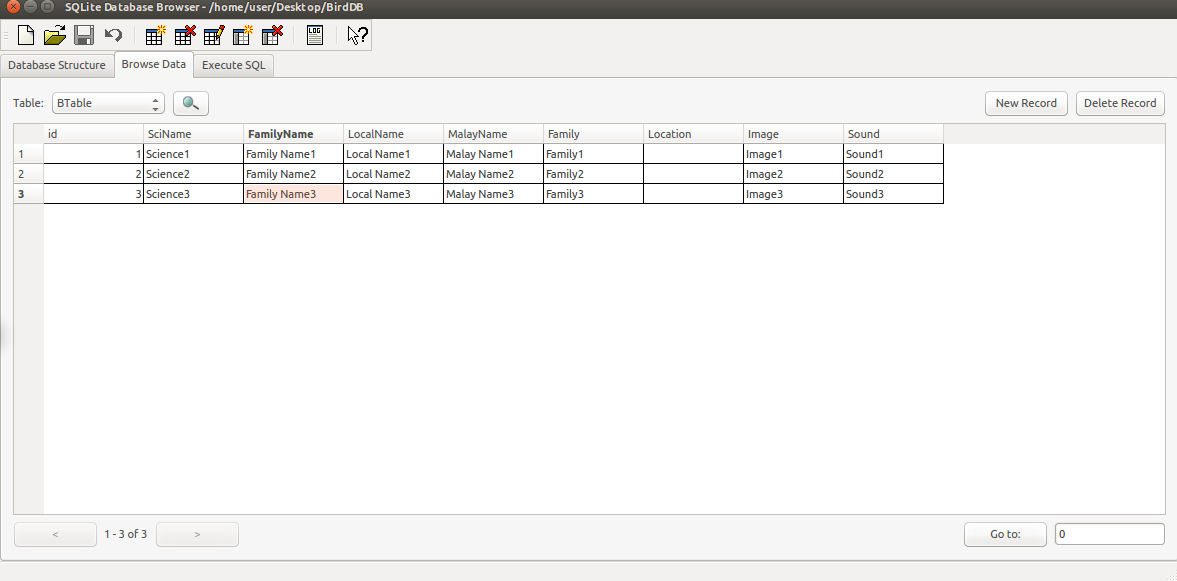 SQLite Database Browser - /home/user/Desktop/BirdDB
LOG
Database Structure Browse Data Execute SQL
Table: BTable New Record Delete Record
id SciName FamilyName LocalName MalayName Family Location Image Sound
1 1 Science1 Family Name1 Local Name1 Malay Name1 Family1 Image1 Sound1
2 2 Science2 Family Name2 Local Name2 Malay Name2 Family2 Image2 Sound2
3 3 Science3 Family Name3 Local Name3 Malay Name3 Family3 Image3 Sound3
< 1 - 3 of 3 > Go to: 0